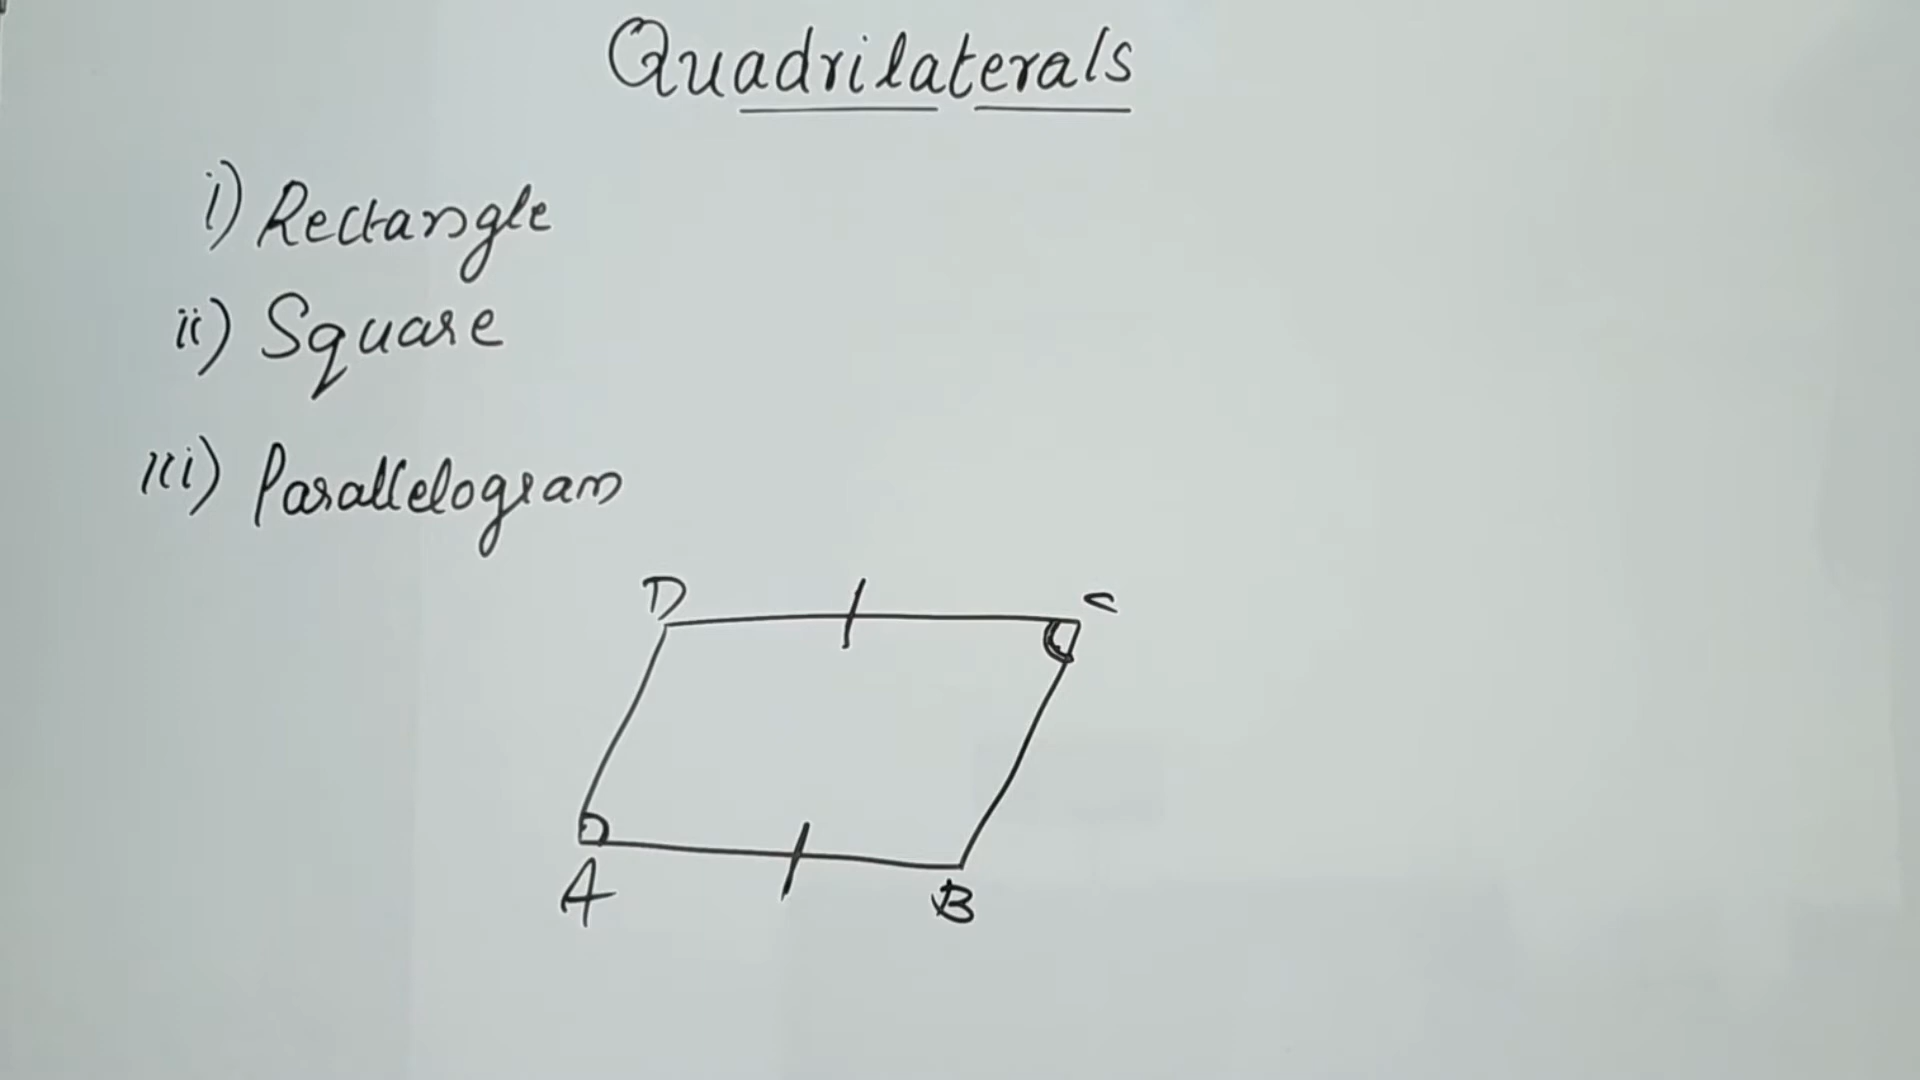 Quadrilaterals
i) Rectangle
ii) Square
iii) Parallelogram
D C
A B